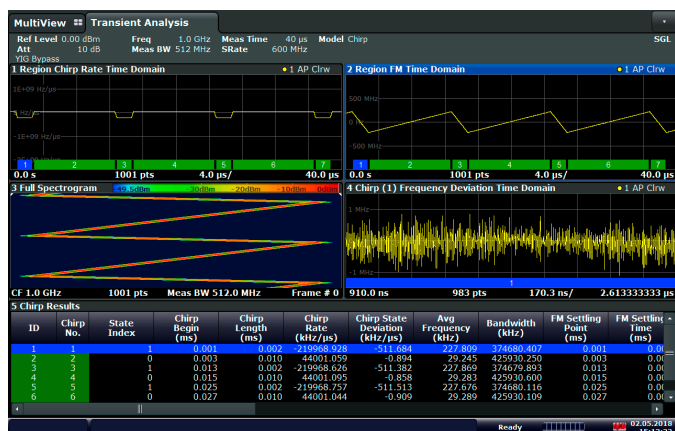 MultiView Transient Analysis
Ref Level 0.00 dBm Freq 1.0 GHz Meas Time 40 µs Model Chirp SGL
Att 10 dB Meas BW 512 MHz SRate 600 MHz
YIG Bypass
1 Region Chirp Rate Time Domain 1 AP Clrw
1E+09 Hz/µs
-1E+09 Hz/µs
1 2 3 4 5 6 7
0.0 s 1001 pts 4.0 µs/ 40.0 µs
2 Region FM Time Domain 1 AP Clrw
500 MHz
-500 MHz
1 2 3 4 5 6 7
0.0 s 1001 pts 4.0 µs/ 40.0 µs
3 Full Spectrogram -30dBm -20dBm -10dBm 0dBm
CF 1.0 GHz 1001 pts Meas BW 512.0 MHz Frame # 0
4 Chirp (1) Frequency Deviation Time Domain 1 AP Clrw
1 MHz
-1 MHz
1
910.0 ns 983 pts 170.3 ns/ 2.613333333 µs
5 Chirp Results
ID Chirp No. State Index Chirp Begin (ms) Chirp Length (ms) Chirp Rate (kHz/µs) Chirp State Deviation (kHz/µs) Avg Frequency (kHz) Bandwidth (kHz) FM Settling Point (ms) FM Settling Time (ms)
1 1 1 0.001 0.002 -219968.928 -511.684 227.809 374680.407 0.001 0.00
2 2 0 0.003 0.010 44001.059 -0.894 29.245 425930.250 0.003 0.00
3 3 1 0.013 0.002 -219968.626 -511.382 227.869 374679.893 0.013 0.00
4 4 0 0.015 0.010 44001.095 -0.858 29.283 425930.600 0.015 0.00
5 5 1 0.025 0.002 -219968.757 -511.513 227.676 374680.116 0.025 0.00
6 6 0 0.027 0.010 44001.044 -0.909 29.289 425930.109 0.027 0.00
Ready 02.05.2018